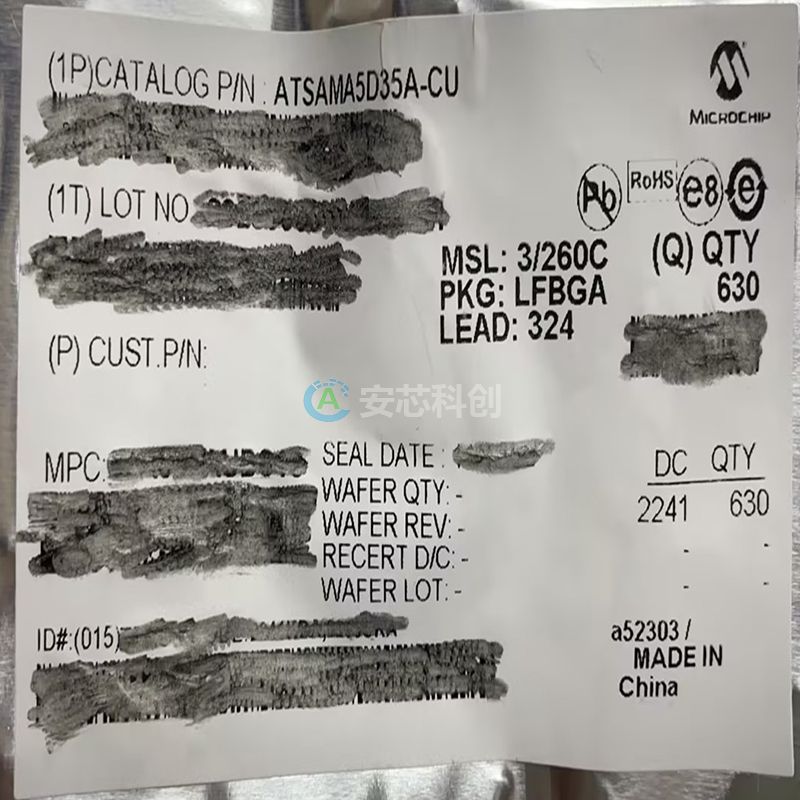 (1P)CATALOG P/N : ATSAMA5D35A-CU
MICROCHIP
(1T) LOT NO
Pb
RoHS
e8
e
MSL: 3/260C
PKG: LFBGA
LEAD: 324
(Q) QTY
630
(P) CUST.P/N:
安芯科创
MPC:
SEAL DATE :
WAFER QTY: -
WAFER REV: -
RECERT D/C: -
WAFER LOT: -
DC QTY
2241 630
- -
- -
ID#:(015)
a52303 /
MADE IN
China